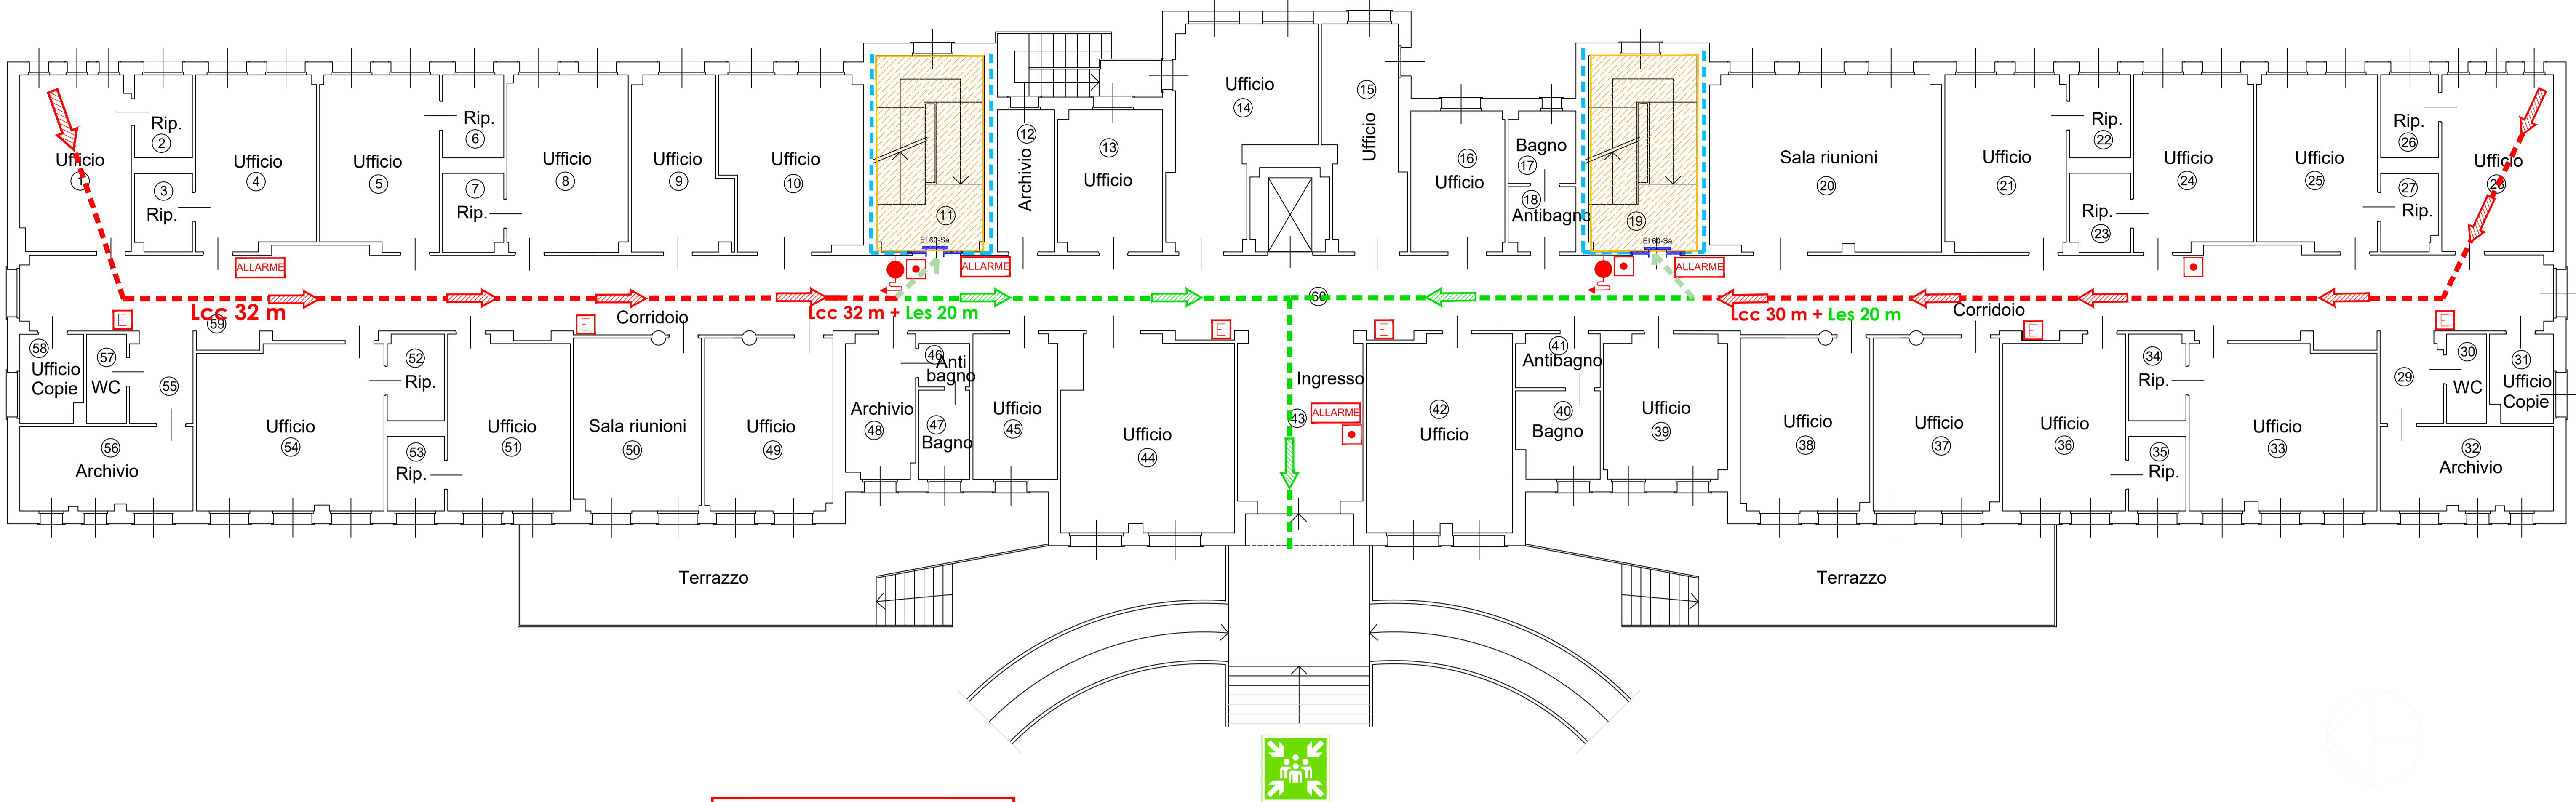 Ufficio
1
Rip.
2
3
Rip.
Ufficio
4
Ufficio
5
Rip.
6
7
Rip.
Ufficio
8
Ufficio
9
Ufficio
10
11
EI 60-Sa
Archivio
12
13
Ufficio
Ufficio
14
15
Ufficio
16
Ufficio
Bagno
17
18
Antibagno
19
EI 60-Sa
Sala riunioni
20
Ufficio
21
Rip.
22
Rip.
23
Ufficio
24
Ufficio
25
Rip.
26
27
Rip.
Ufficio
ALLARME
ALLARME
ALLARME
Lcc 32 m
59
Corridoio
Lcc 32 m + Les 20 m
60
Lcc 30 m + Les 20 m
Corridoio
E
E
E
E
E
E
58
Ufficio
Copie
57
WC
55
56
Archivio
Ufficio
54
52
Rip.
53
Rip.
Ufficio
51
Sala riunioni
50
Ufficio
49
Archivio
48
46
Anti
bagno
47
Bagno
Ufficio
45
Ufficio
44
Ingresso
43
ALLARME
42
Ufficio
41
Antibagno
40
Bagno
Ufficio
39
Ufficio
38
Ufficio
37
Ufficio
36
34
Rip.
35
Rip.
Ufficio
33
29
30
WC
31
Ufficio
Copie
32
Archivio
Terrazzo
Terrazzo